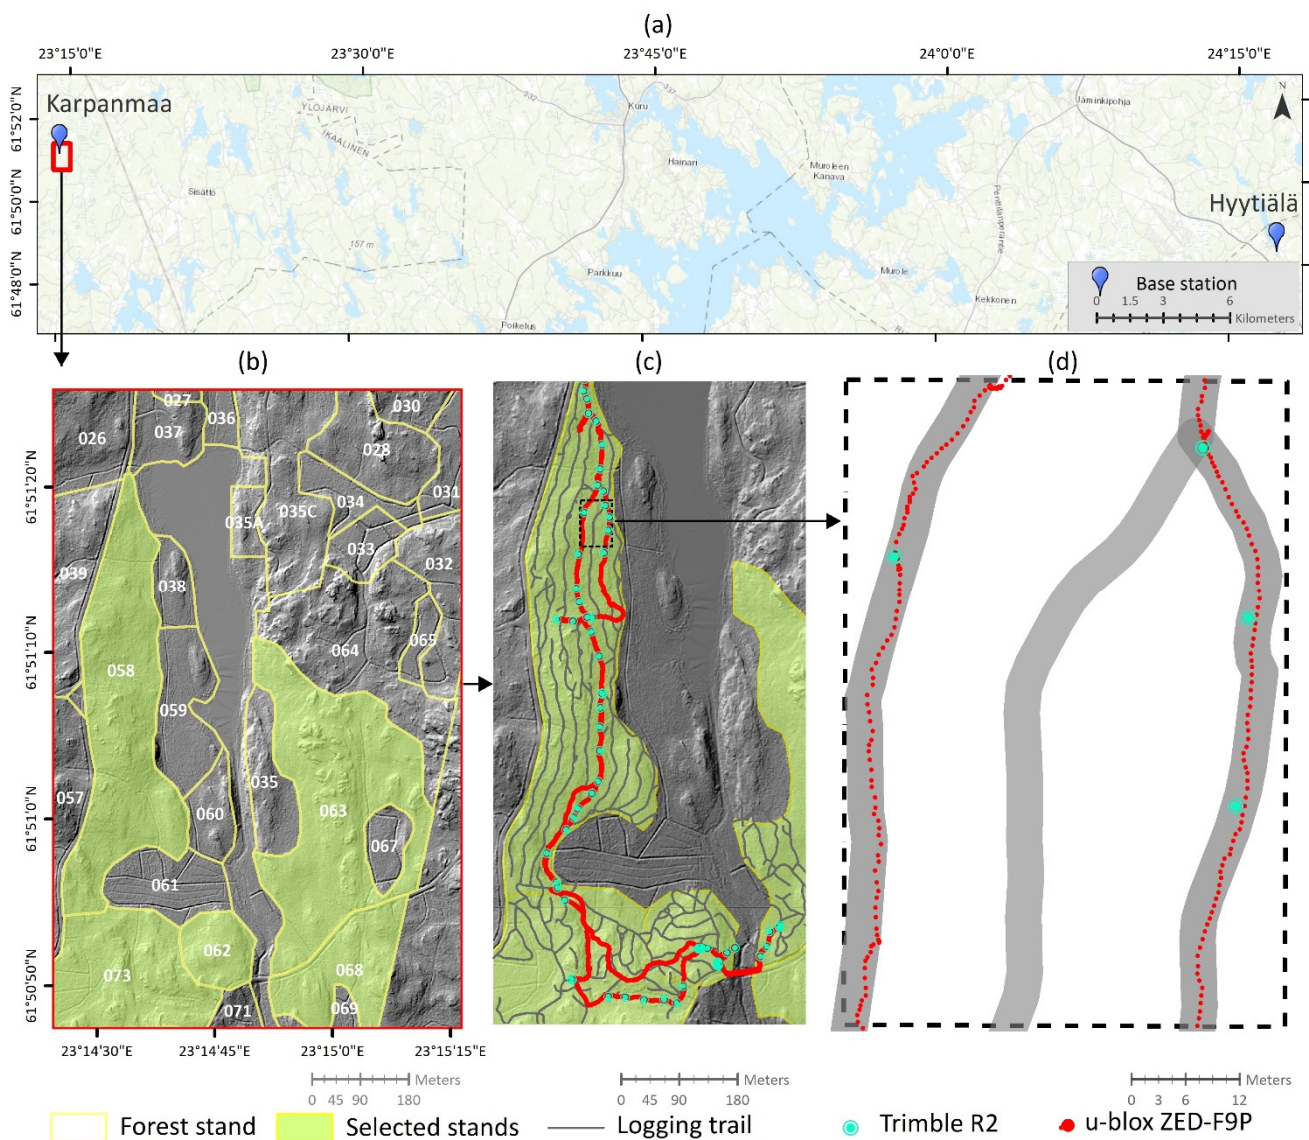 (a)
23°15'0"E
23°30'0"E
23°45'0"E
24°0'0"E
24°15'0"E
61°52'0"N
61°50'0"N
61°48'0"N
Karpanmaa
YLÖJÄRVI
IKAALINEN
332
337
Kuru
Jäminkipohja
N
Sisättö
Hainari
Muroleen
Kanava
Penttilänperäntie
Hyytiälä
157 m
Parkkuu
Murole
Kekkonen
Poikelus
Base station
0 1.5 3 6
Kilometers
(b)
(c)
(d)
61°51'20"N
61°51'10"N
61°51'0"N
61°50'50"N
027
030
036
026
037
028
031
034
035A
035C
033
032
039
038
065
064
058
059
035
057
060
063
067
061
062
073
068
069
071
23°14'30"E
23°14'45"E
23°15'0"E
23°15'15"E
0 45 90 180 Meters
0 45 90 180 Meters
0 3 6 12 Meters
Forest stand
Selected stands
Logging trail
Trimble R2
u-blox ZED-F9P